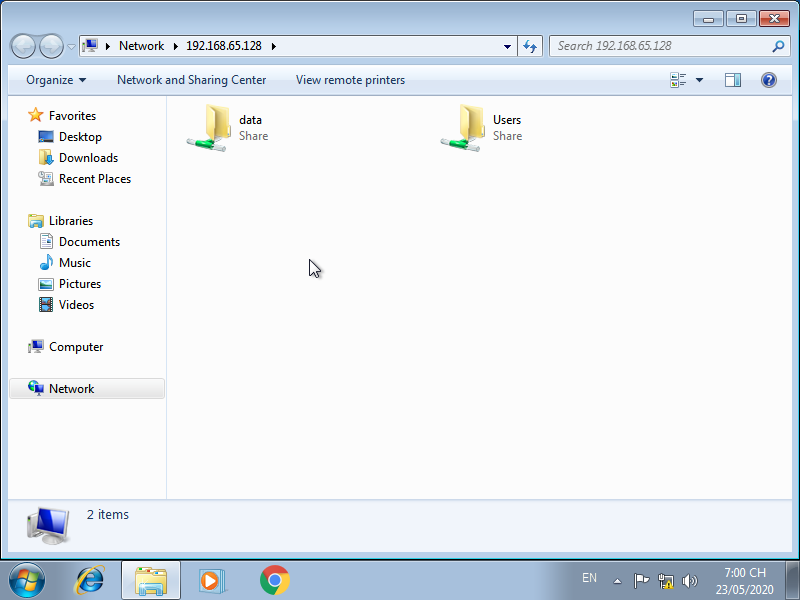 Network 192.168.65.128
Search 192.168.65.128
Organize Network and Sharing Center View remote printers
Favorites
Desktop
Downloads
Recent Places
Libraries
Documents
Music
Pictures
Videos
Computer
Network
data
Share
Users
Share
2 items
EN
7:00 CH
23/05/2020